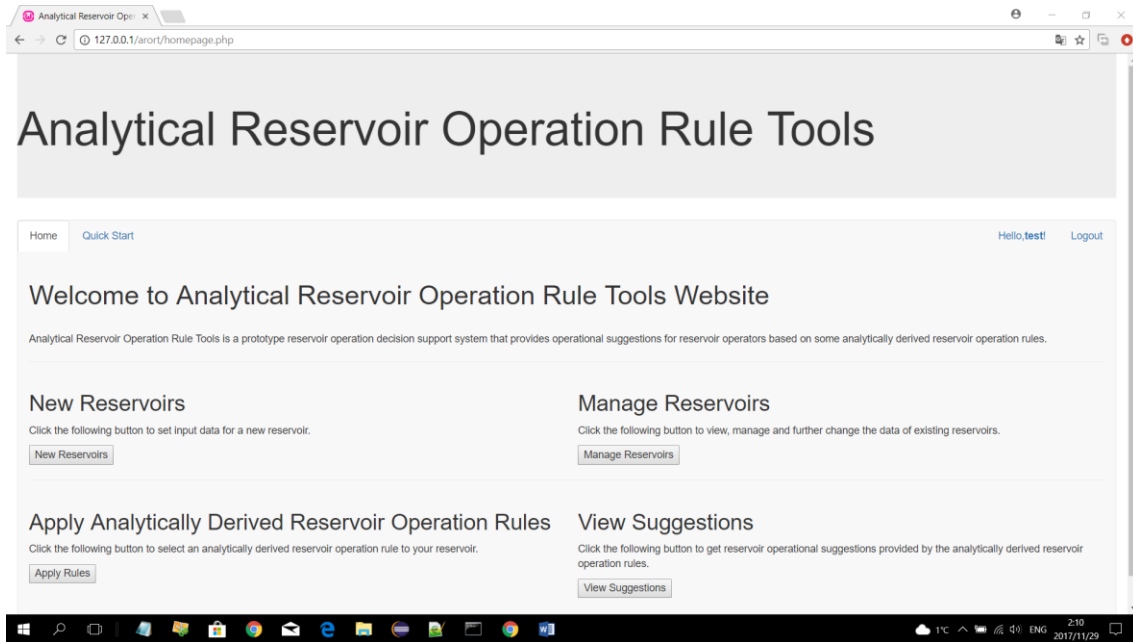 Analytical Reservoir Oper
127.0.0.1/arort/homepage.php
Analytical Reservoir Operation Rule Tools
Home Quick Start Hello,test! Logout
Welcome to Analytical Reservoir Operation Rule Tools Website
Analytical Reservoir Operation Rule Tools is a prototype reservoir operation decision support system that provides operational suggestions for reservoir operators based on some analytically derived reservoir operation rules.
New Reservoirs
Click the following button to set input data for a new reservoir.
New Reservoirs
Manage Reservoirs
Click the following button to view, manage and further change the data of existing reservoirs.
Manage Reservoirs
Apply Analytically Derived Reservoir Operation Rules
Click the following button to select an analytically derived reservoir operation rule to your reservoir.
Apply Rules
View Suggestions
Click the following button to get reservoir operational suggestions provided by the analytically derived reservoir
operation rules.
View Suggestions
1°C ENG 2:10
2017/11/29